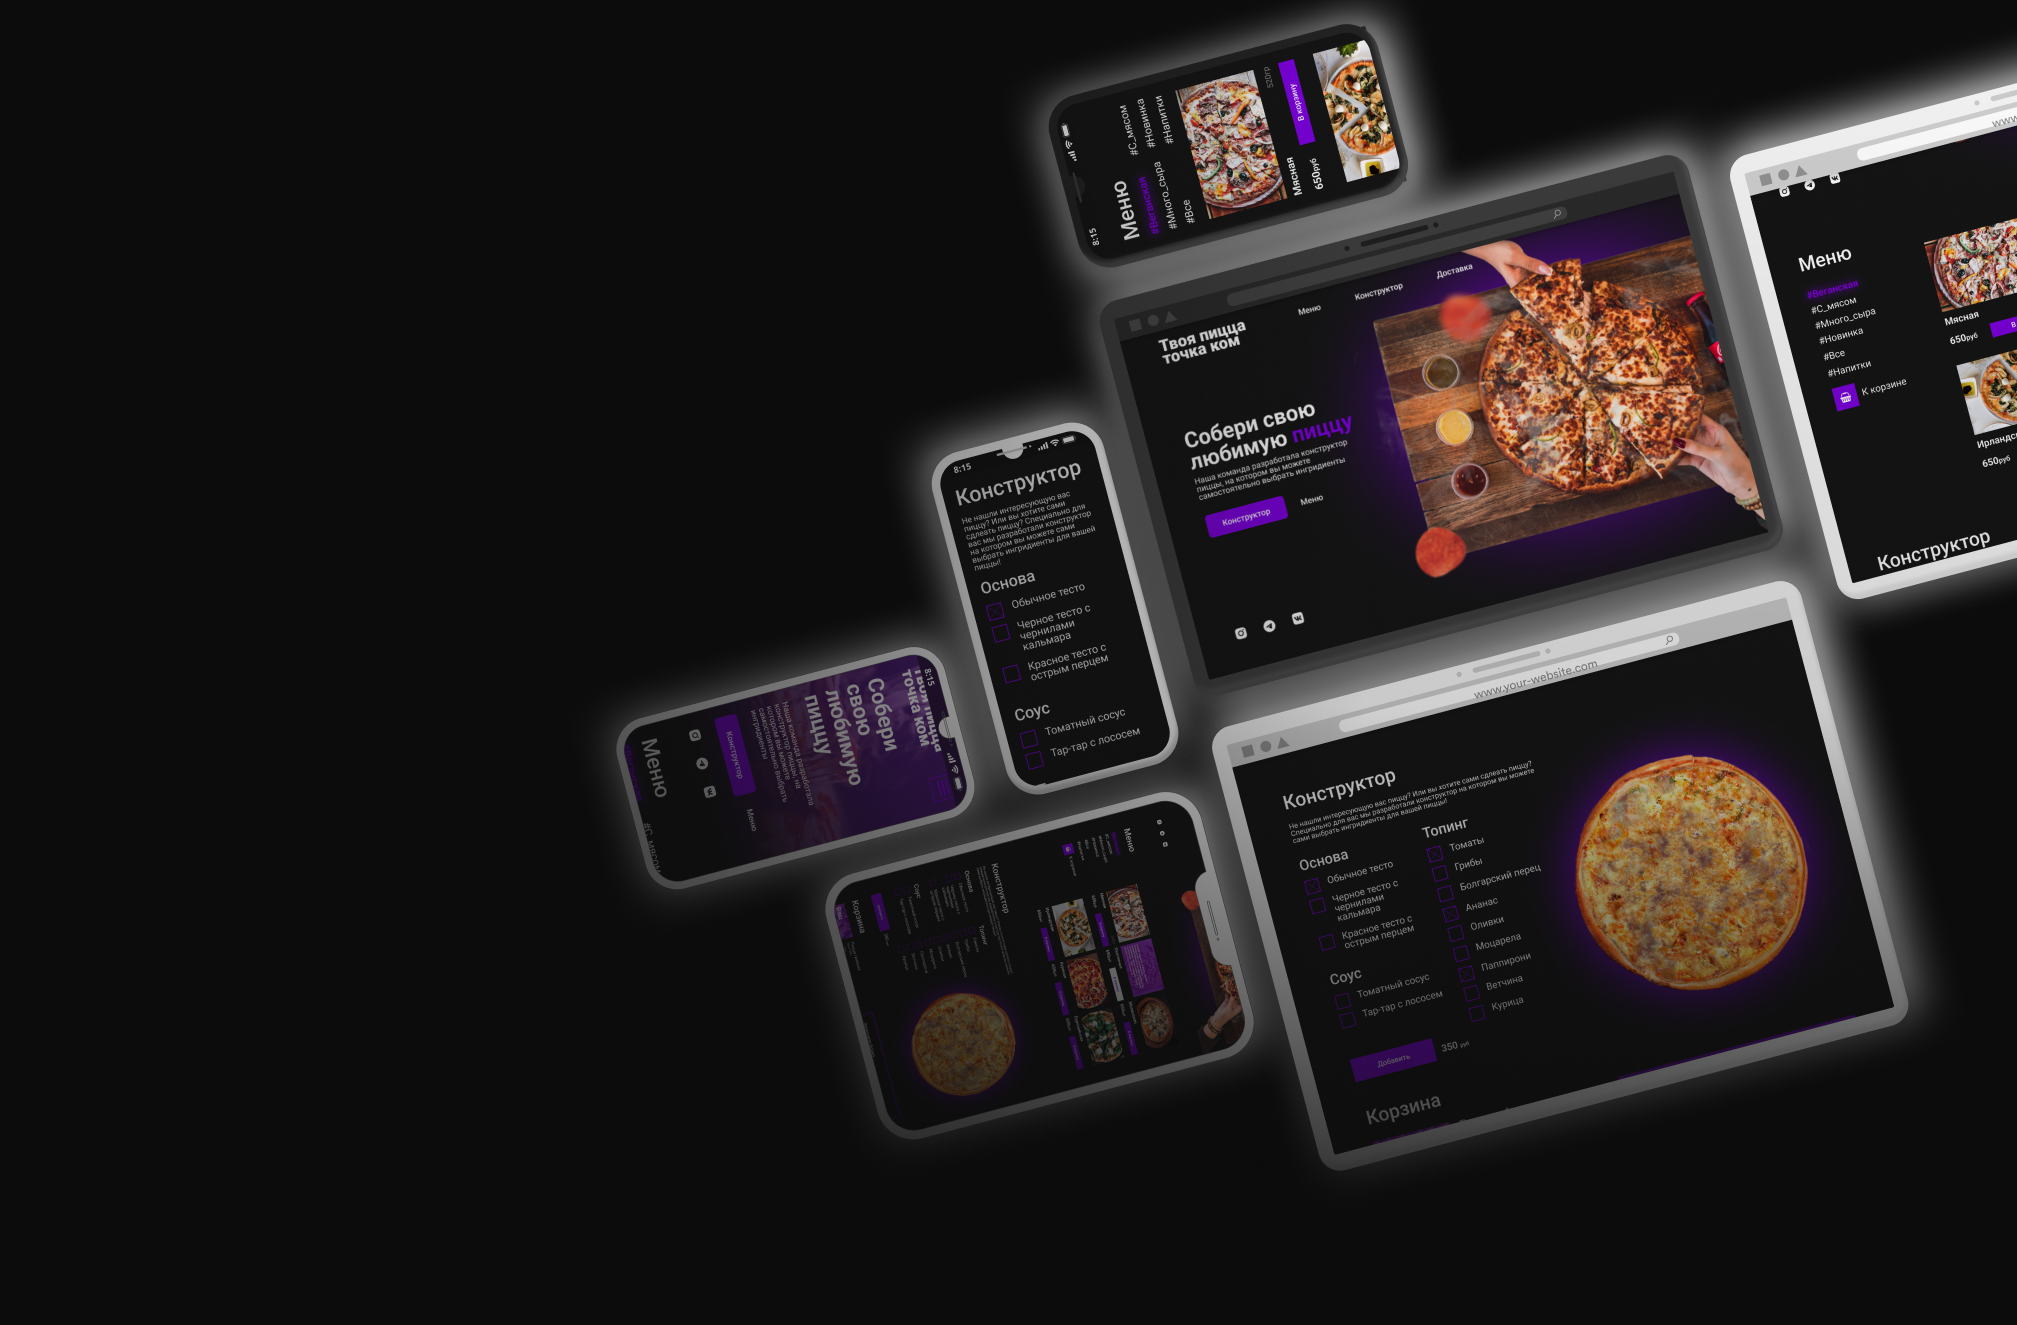 8:15
Меню
#Веганская
#С_мясом
#Много_сыра
#Новинка
#Все
#Напитки
Мясная
520гр
650руб
В корзину
Меню
Конструктор
Доставка
Твоя пицца
точка ком
Собери свою
любимую пиццу
Наша команда разработала конструктор
пиццы, на котором вы можете
самостоятельно выбрать ингридиенты
Конструктор
Меню
www.
Меню
#Веганская
#С_мясом
#Много_сыра
#Новинка
#Все
#Напитки
К корзине
Мясная
650руб
В
Ирландс
650руб
Конструктор
8:15
Конструктор
Не нашли интересующую вас
пиццу? Или вы хотите сами
сдлеать пиццу? Специально для
вас мы разработали конструктор
на котором вы можете сами
выбрать ингридиенты для вашей
пиццы!
Основа
Обычное тесто
Черное тесто с
чернилами
кальмара
Красное тесто с
острым перцем
Соус
Томатный сосус
Тар-тар с лососем
8:15
Твоя пицца
точка ком
Собери
свою
любимую
пиццу
Наша команда разработала
конструктор пиццы, на
котором вы можете
самостоятельно выбрать
ингридиенты
Конструктор
Меню
Меню
#С_мясом
Меню
К корзине
Конструктор
Основа
Топинг
Соус
Корзина
www.your-website.com
Конструктор
Не нашли интересующую вас пиццу? Или вы хотите сами сдлеать пиццу?
Специально для вас мы разработали конструктор на котором вы можете
сами выбрать ингридиенты для вашей пиццы!
Основа
Обычное тесто
Черное тесто с
чернилами
кальмара
Красное тесто с
острым перцем
Соус
Томатный сосус
Тар-тар с лососем
Топинг
Томаты
Грибы
Болгарский перец
Ананас
Оливки
Моцарела
Паппирони
Ветчина
Курица
Добавить
350 руб
Корзина